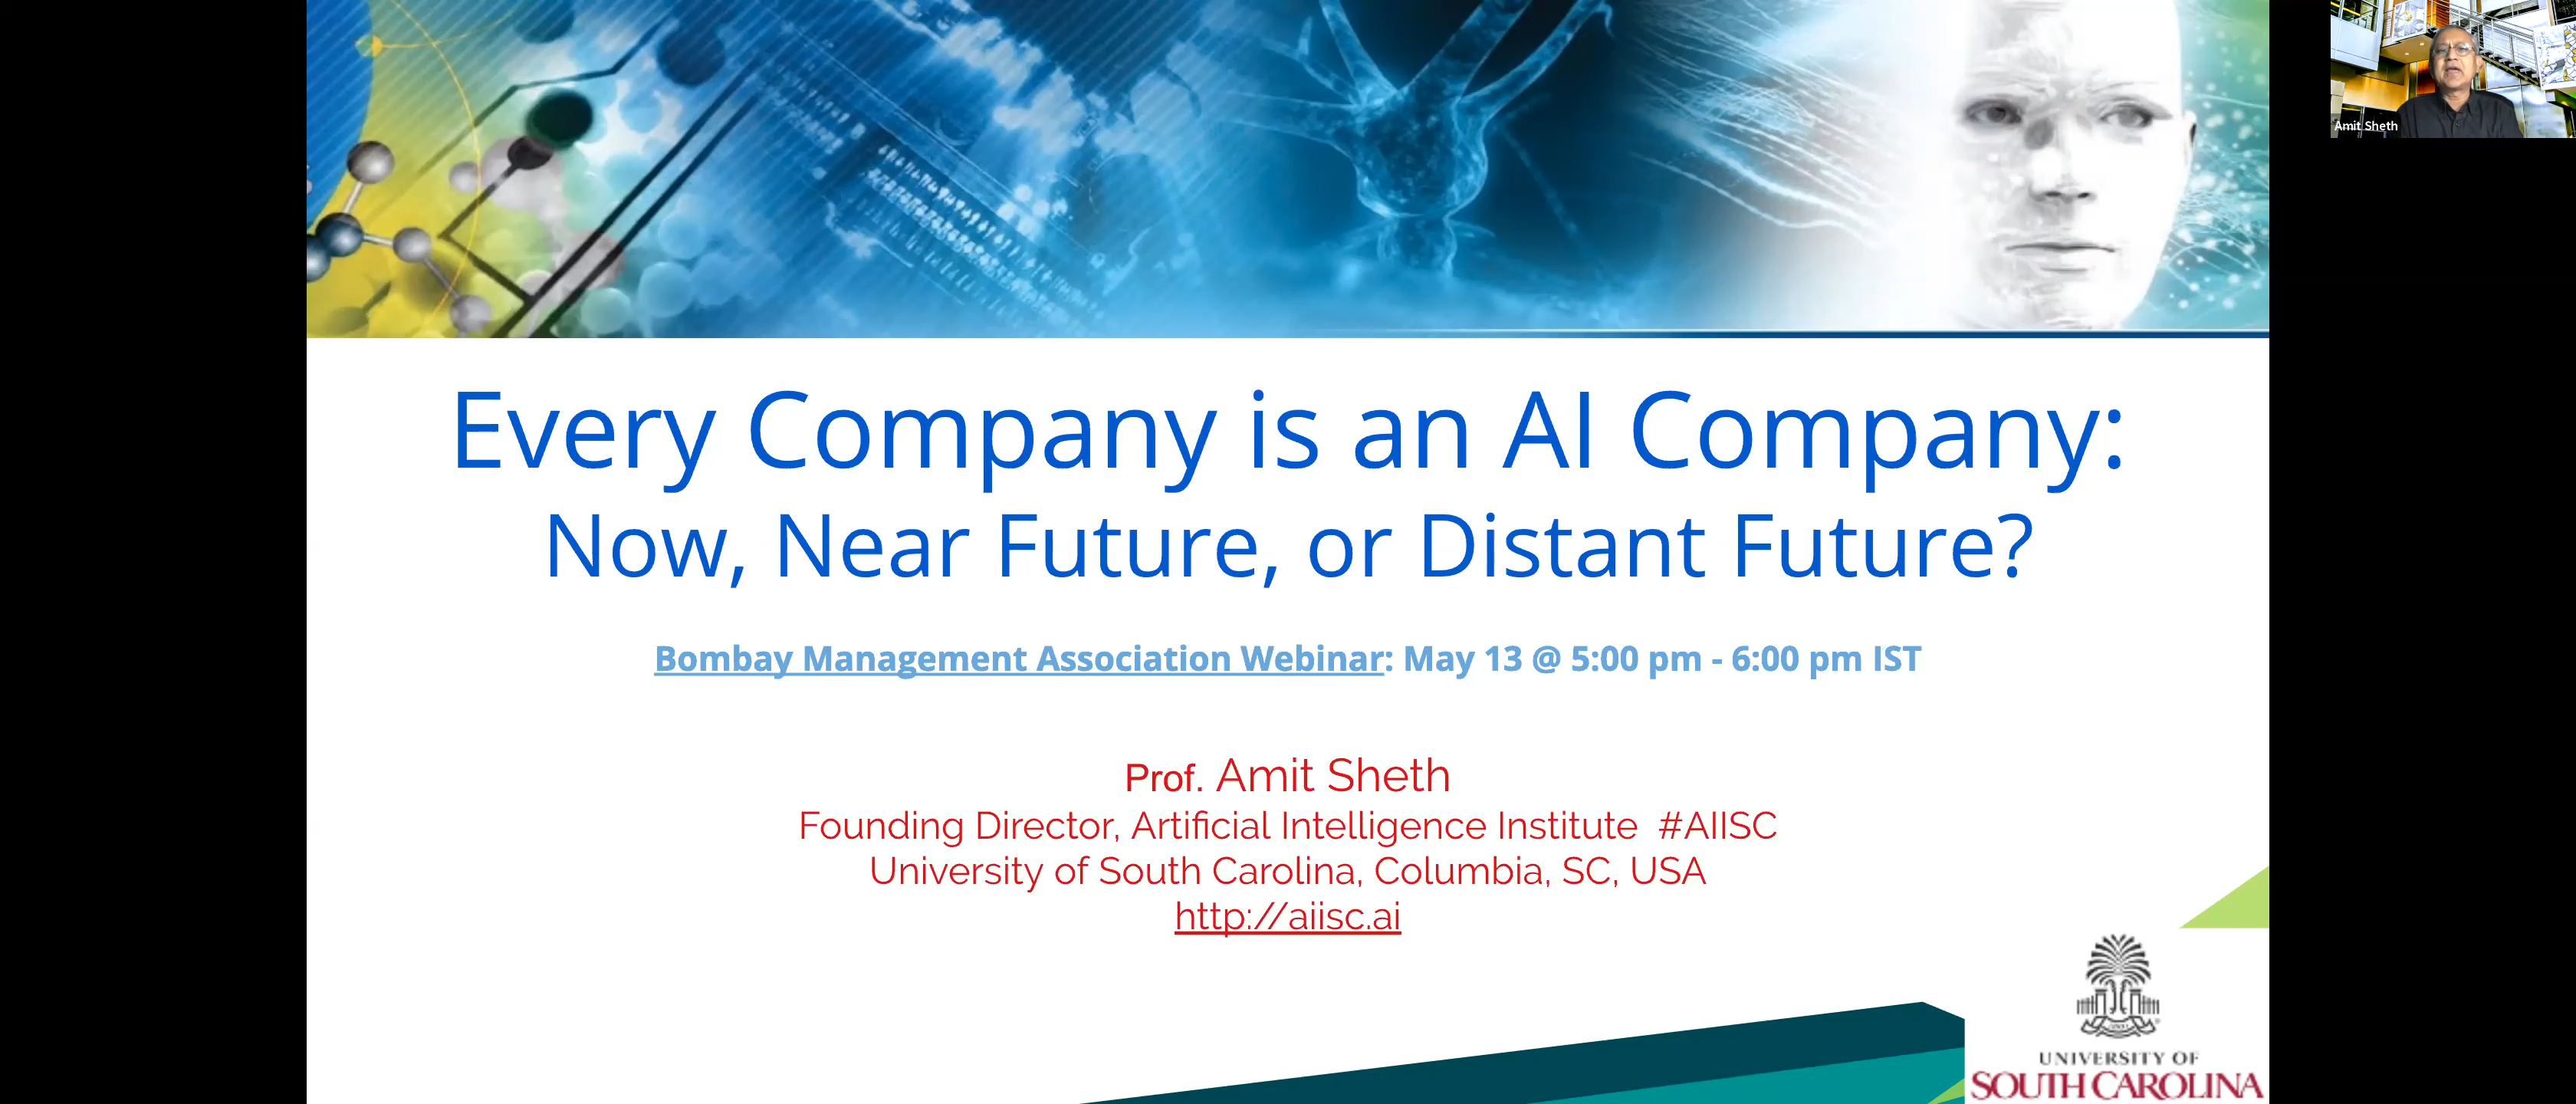 Amit Sheth
Every Company is an AI Company:
Now, Near Future, or Distant Future?
Bombay Management Association Webinar: May 13 @ 5:00 pm - 6:00 pm IST
Prof. Amit Sheth
Founding Director, Artificial Intelligence Institute #AIISC
University of South Carolina, Columbia, SC, USA
http://aiisc.ai
UNIVERSITY OF
SOUTH CAROLINA